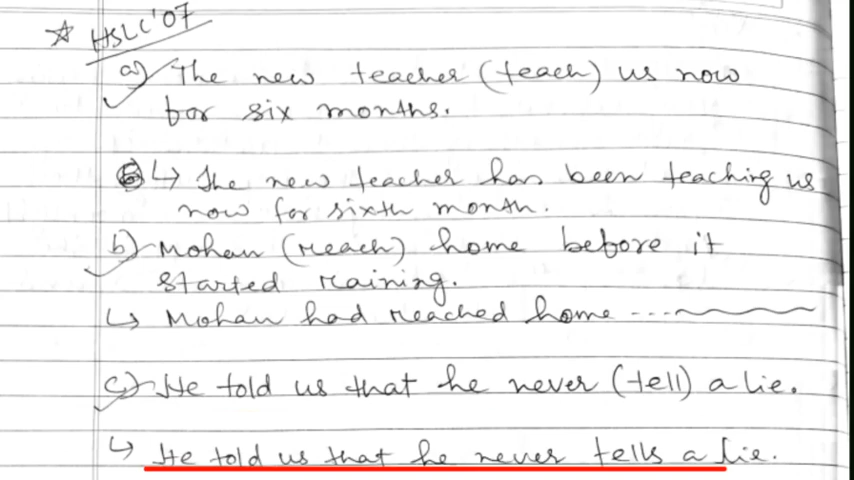 ☆ HSLC'07
a) The new teacher (teach) us now
for six months.
↳ The new teacher has been teaching us
now for sixth month.
b) Mohan (reach) home before it
started raining.
↳ Mohan had reached home ---
c) He told us that he never (tell) a lie.
↳ He told us that he never tells a lie.